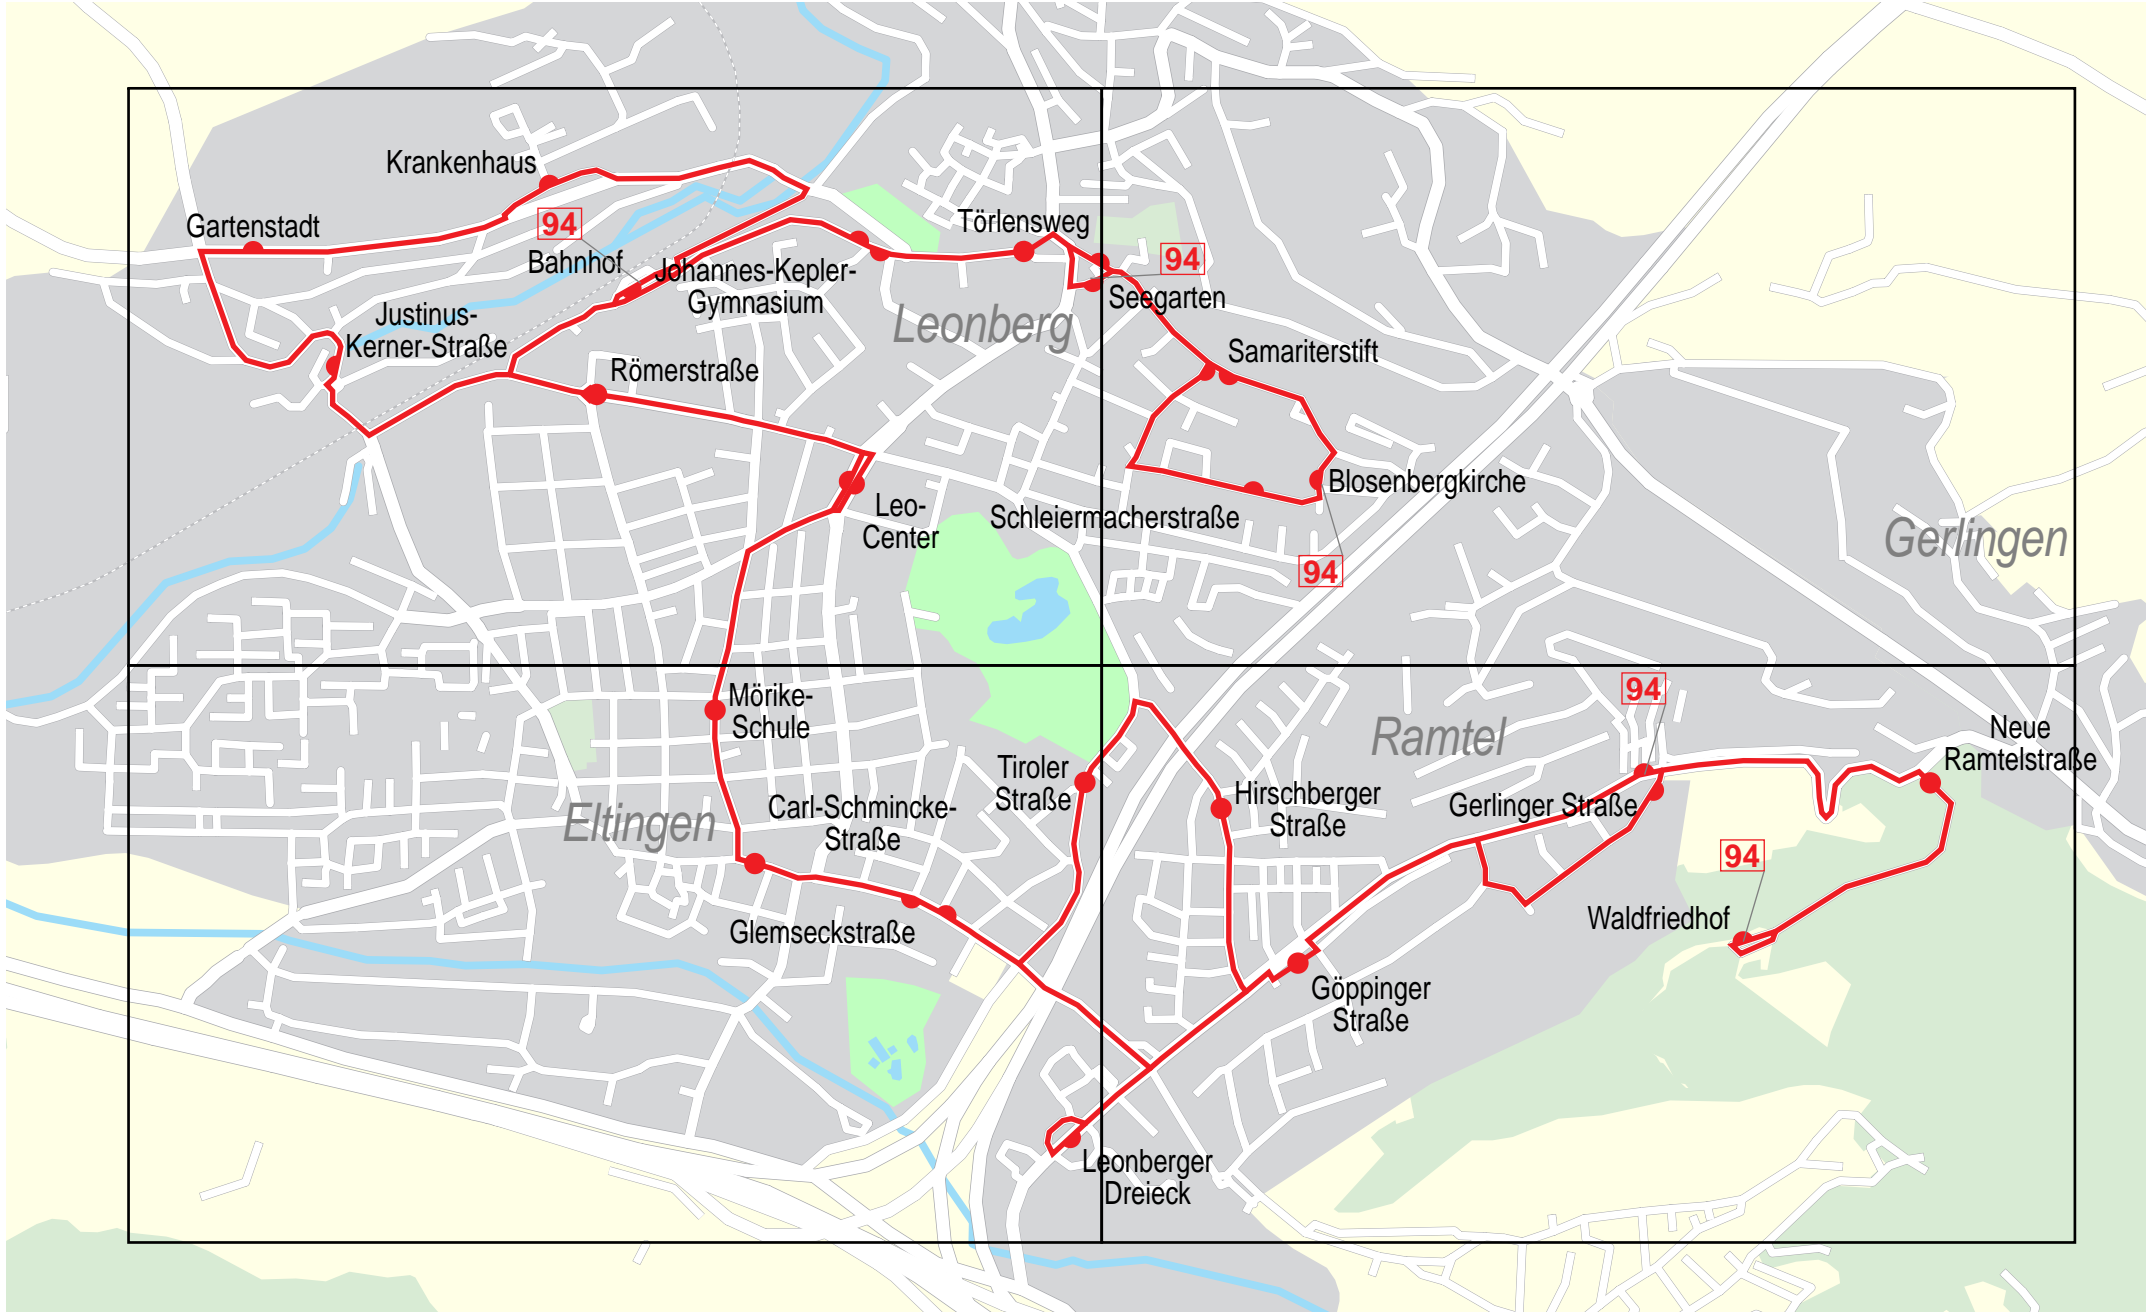 Krankenhaus
Gartenstadt
94
Bahnhof
Törlensweg
94
Johannes-Kepler-
Gymnasium
Seegarten
Justinus-
Kerner-Straße
Leonberg
Samariterstift
Römerstraße
Blosenbergkirche
Leo-
Center
Schleiermacherstraße
Gerlingen
94
Mörike-
Schule
94
Ramtel
Neue
Ramtelstraße
Tiroler
Straße
Hirschberger
Straße
Gerlinger Straße
Carl-Schmincke-
Straße
Eltingen
94
Waldfriedhof
Glemseckstraße
Göppinger
Straße
Leonberger
Dreieck